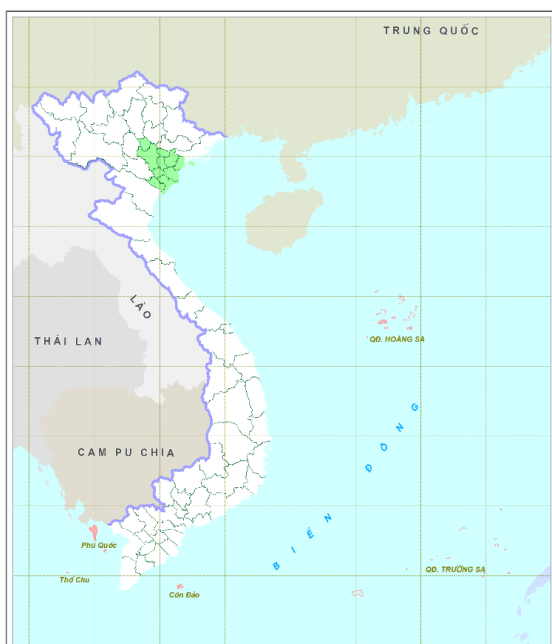 TRUNG QUỐC
LÀO
THÁI LAN
QĐ. HOÀNG SA
CAM PU CHIA
BIỂN ĐÔNG
Phú Quốc
Thổ Chu
Côn Đảo
QĐ. TRƯỜNG SA